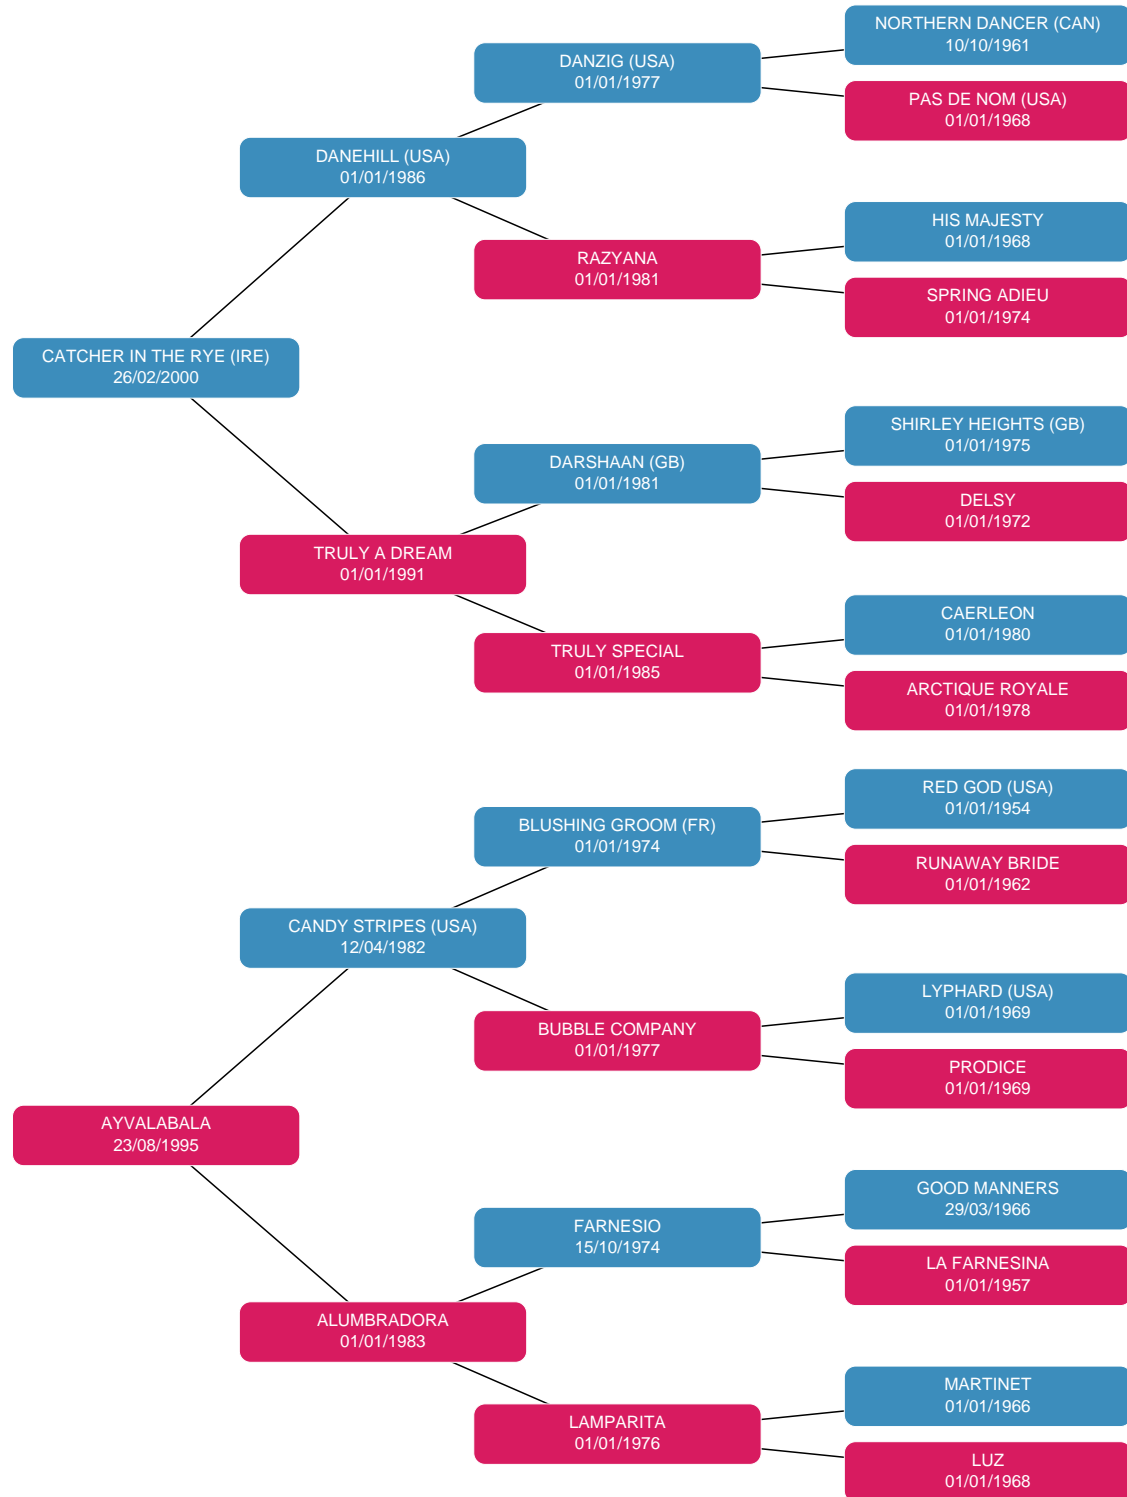 NORTHERN DANCER (CAN)
10/10/1961
DANZIG (USA)
01/01/1977
PAS DE NOM (USA)
01/01/1968
DANEHILL (USA)
01/01/1986
HIS MAJESTY
01/01/1968
RAZYANA
01/01/1981
SPRING ADIEU
01/01/1974
CATCHER IN THE RYE (IRE)
26/02/2000
SHIRLEY HEIGHTS (GB)
01/01/1975
DARSHAAN (GB)
01/01/1981
DELSY
01/01/1972
TRULY A DREAM
01/01/1991
CAERLEON
01/01/1980
TRULY SPECIAL
01/01/1985
ARCTIQUE ROYALE
01/01/1978
RED GOD (USA)
01/01/1954
BLUSHING GROOM (FR)
01/01/1974
RUNAWAY BRIDE
01/01/1962
CANDY STRIPES (USA)
12/04/1982
LYPHARD (USA)
01/01/1969
BUBBLE COMPANY
01/01/1977
PRODICE
01/01/1969
AYVALABALA
23/08/1995
GOOD MANNERS
29/03/1966
FARNESIO
15/10/1974
LA FARNESINA
01/01/1957
ALUMBRADORA
01/01/1983
MARTINET
01/01/1966
LAMPARITA
01/01/1976
LUZ
01/01/1968